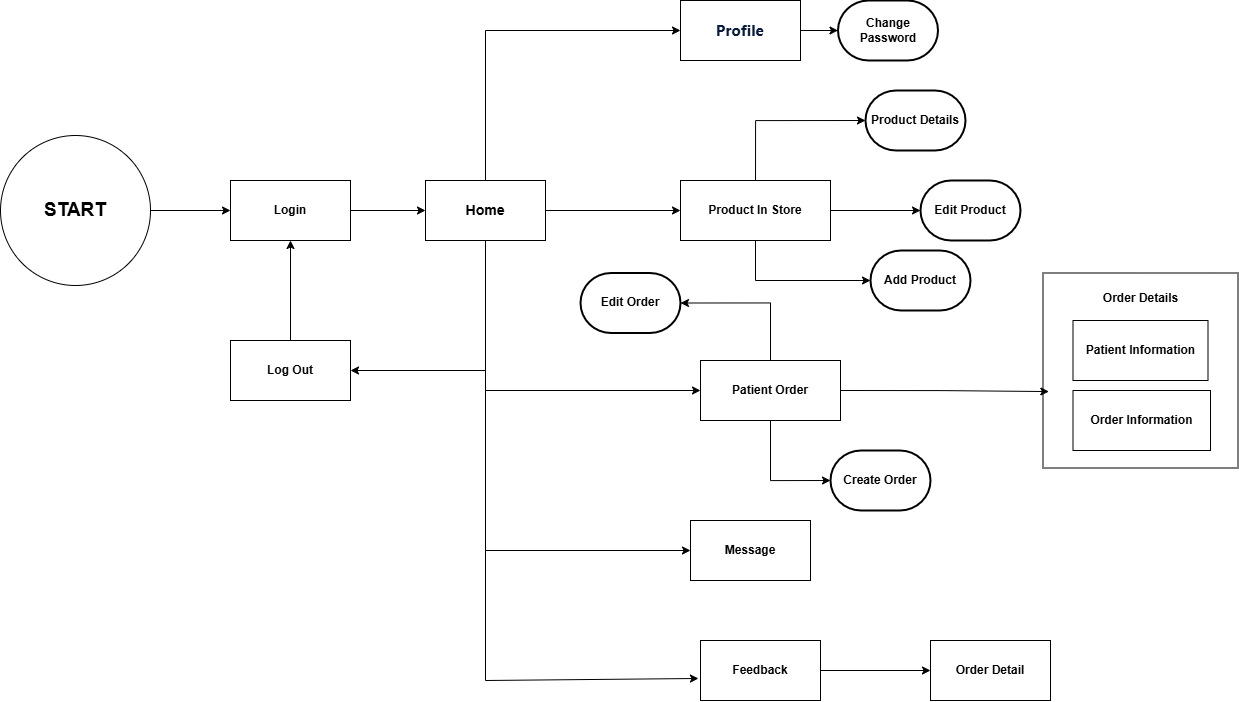 Profile
Change
Password
Product Details
START
Login
Home
Product In Store
Edit Product
Add Product
Edit Order
Order Details
Patient Information
Log Out
Patient Order
Order Information
Create Order
Message
Feedback
Order Detail